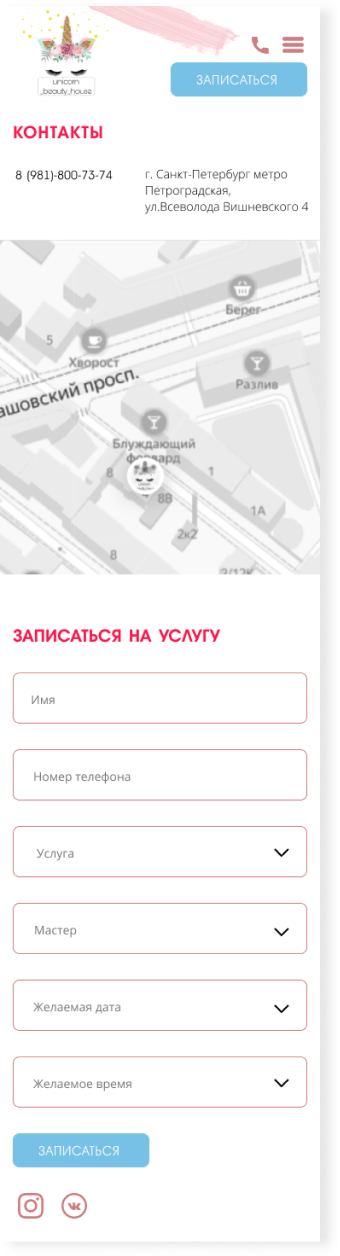 unicorn
_beauty_house
ЗАПИСАТЬСЯ
КОНТАКТЫ
8 (981)-800-73-74
г. Санкт-Петербург метро
Петроградская,
ул.Всеволода Вишневского 4
Берег
5
Хворост
Разлив
ашовский просп.
Блуждающий
форвард
8
1
8В
1А
2к2
8
2/12К
ЗАПИСАТЬСЯ НА УСЛУГУ
Имя
Номер телефона
Услуга
Мастер
Желаемая дата
Желаемое время
ЗАПИСАТЬСЯ